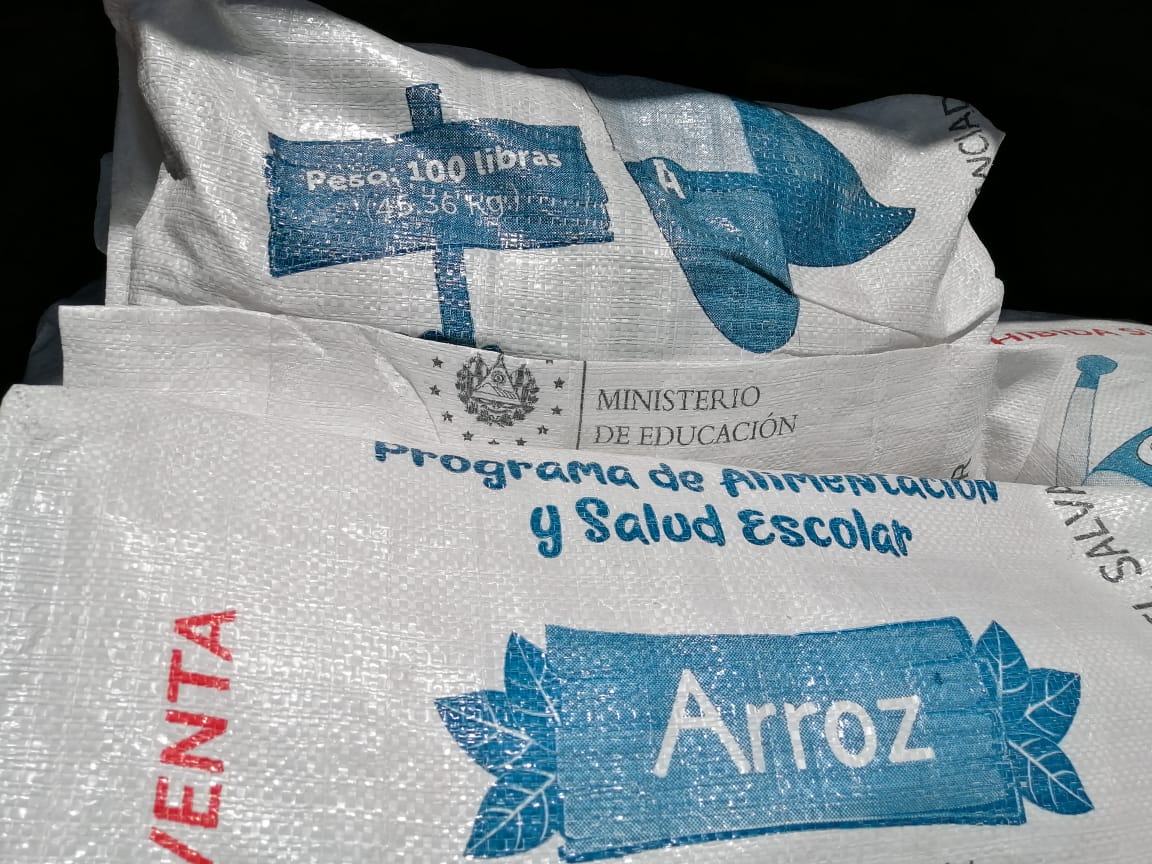 Peso: 100 libras
(45.36 Kg.)
A
MINISTERIO
DE EDUCACIÓN
Programa de Alimentación
y Salud Escolar
VENTA
Arroz